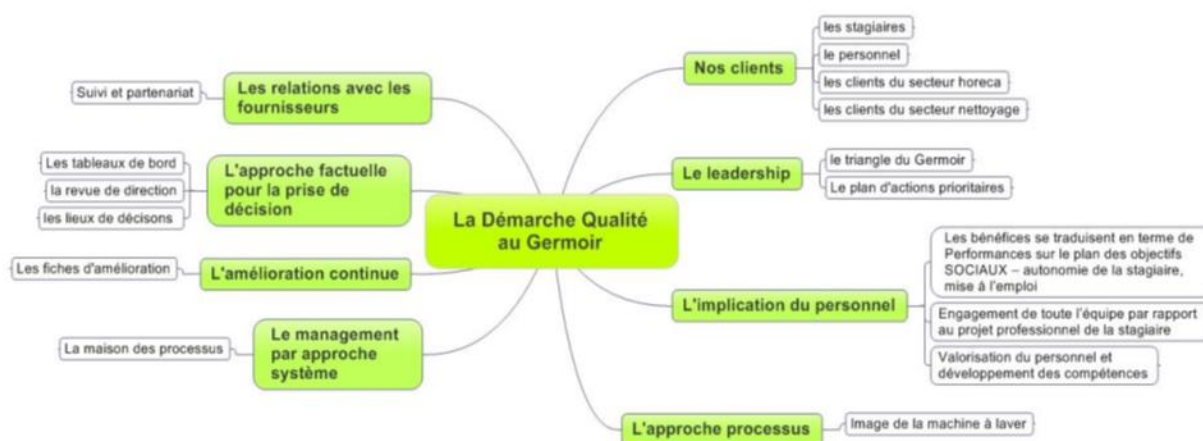 La Démarche Qualité
au Germoir
Nos clients
les stagiaires
le personnel
les clients du secteur horeca
les clients du secteur nettoyage
Le leadership
le triangle du Germoir
Le plan d'actions prioritaires
L'implication du personnel
Les bénéfices se traduisent en terme de
Performances sur le plan des objectifs
SOCIAUX – autonomie de la stagiaire,
mise à l'emploi
Engagement de toute l'équipe par rapport
au projet professionnel de la stagiaire
Valorisation du personnel et
développement des compétences
L'approche processus
Image de la machine à laver
Les relations avec les
fournisseurs
Suivi et partenariat
L'approche factuelle
pour la prise de
décision
Les tableaux de bord
la revue de direction
les lieux de décisons
L'amélioration continue
Les fiches d'amélioration
Le management
par approche
système
La maison des processus